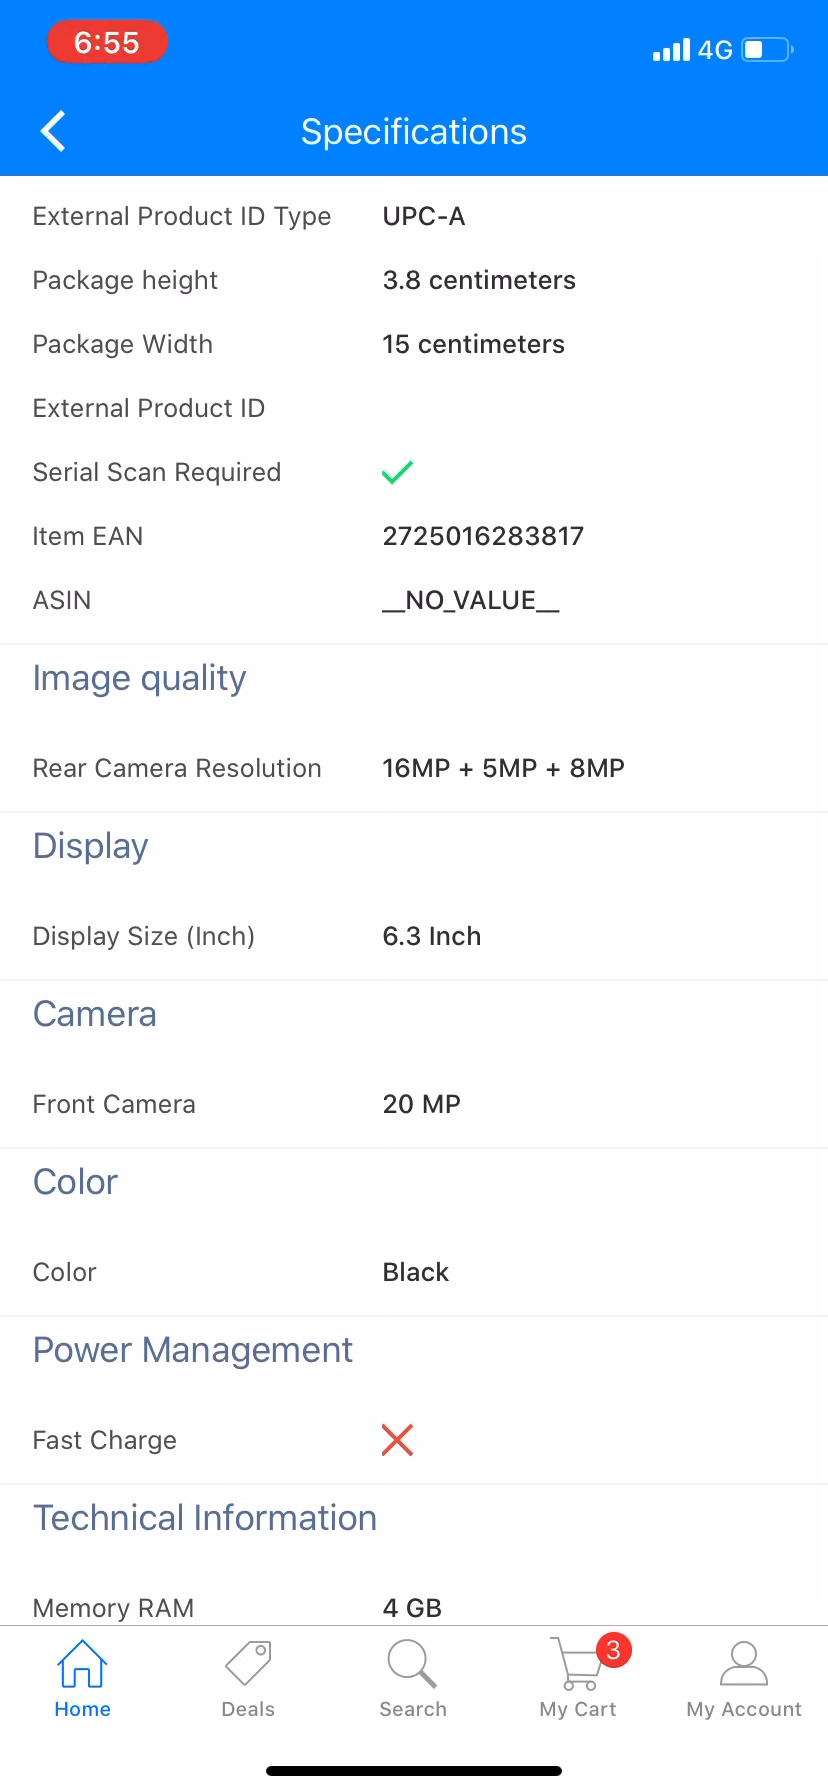 6:55
4G
Specifications
External Product ID Type UPC-A
Package height 3.8 centimeters
Package Width 15 centimeters
External Product ID
Serial Scan Required
Item EAN 2725016283817
ASIN __NO_VALUE__
Image quality
Rear Camera Resolution 16MP + 5MP + 8MP
Display
Display Size (Inch) 6.3 Inch
Camera
Front Camera 20 MP
Color
Color Black
Power Management
Fast Charge
Technical Information
Memory RAM 4 GB
3
Home Deals Search My Cart My Account